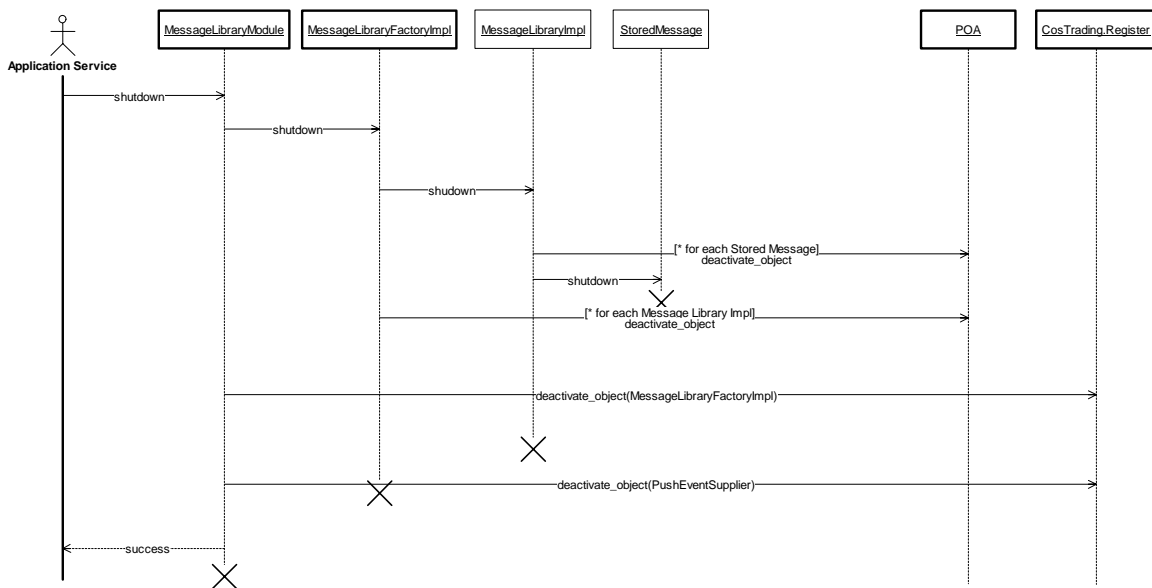 MessageLibraryModule
MessageLibraryFactoryImpl
MessageLibraryImpl
StoredMessage
POA
CosTrading.Register
Application Service
shutdown
shutdown
shudown
[* for each Stored Message]
deactivate_object
shutdown
[* for each Message Library Impl]
deactivate_object
deactivate_object(MessageLibraryFactoryImpl)
deactivate_object(PushEventSupplier)
success